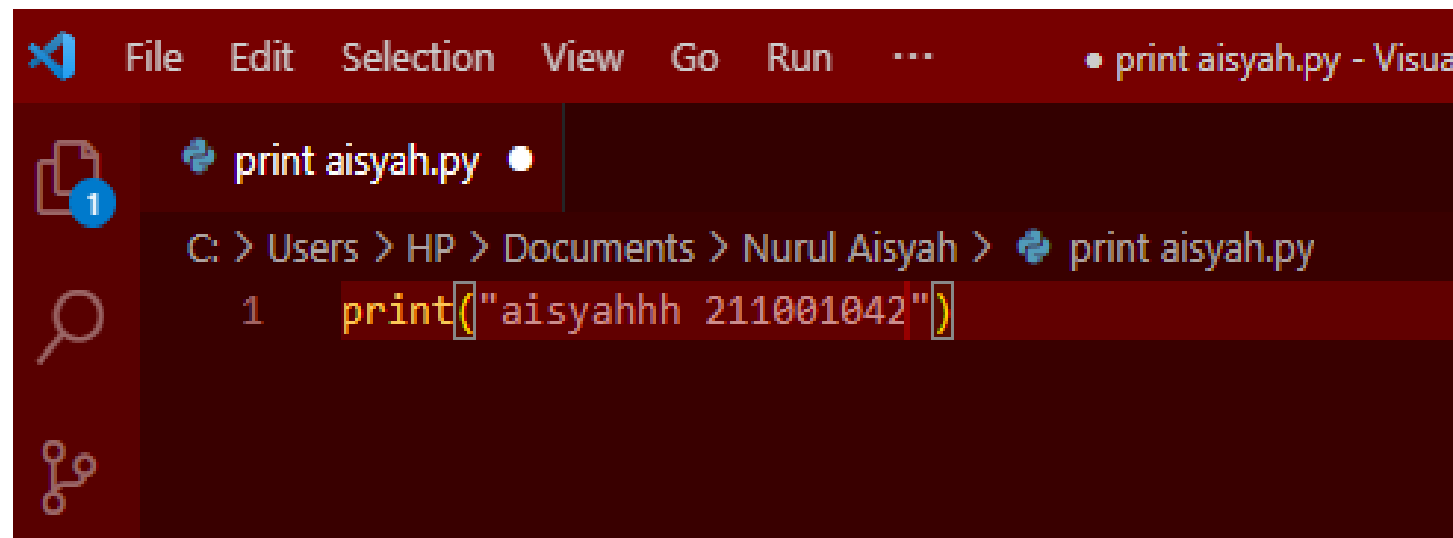 File Edit Selection View Go Run ··· ● print aisyah.py - Visua
print aisyah.py ●
1
C: > Users > HP > Documents > Nurul Aisyah > print aisyah.py
1 print("aisyahhh 211001042")